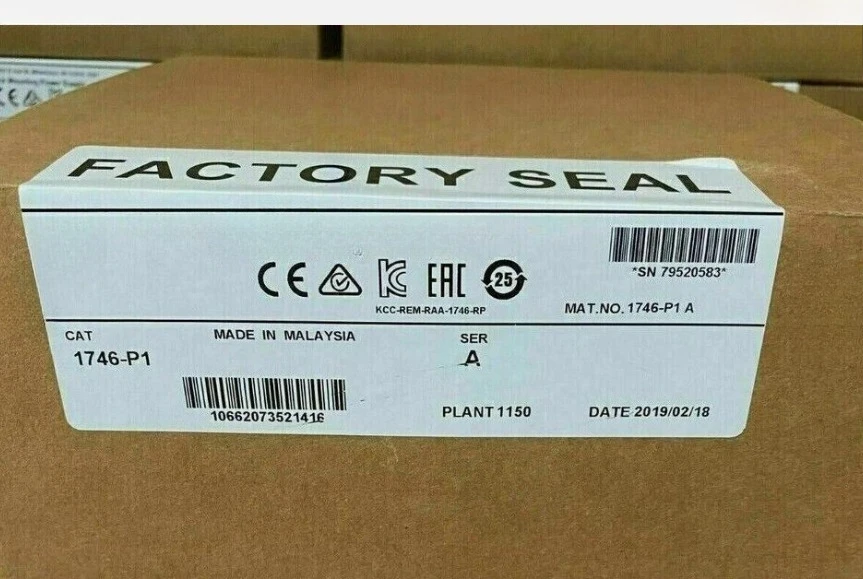 FACTORY SEAL
*SN 79520583*
CE
KC
EAC
25
KCC-REM-RAA-1746-RP
MAT.NO. 1746-P1 A
CAT
MADE IN MALAYSIA
SER
1746-P1
A
10662073521416
PLANT 1150
DATE 2019/02/18